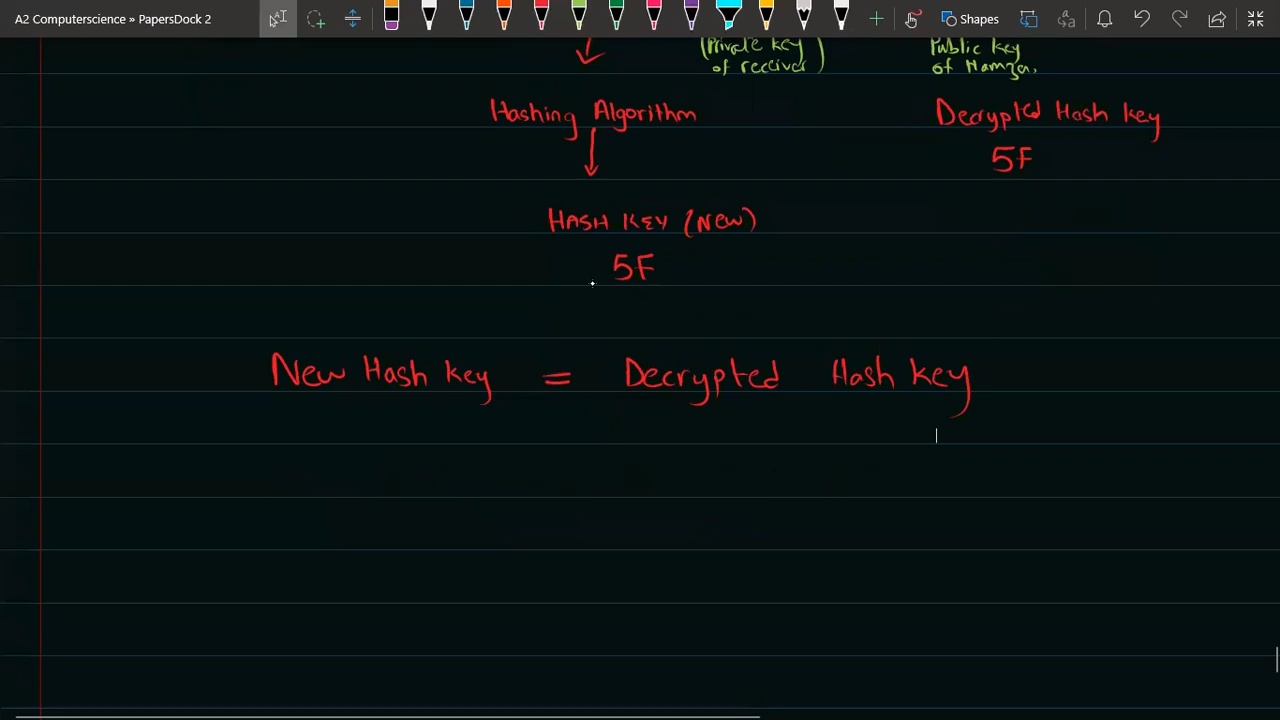 A2 Computerscience » PapersDock 2
Shapes
(Private key
of receiver)
Public key
of Hamza.
Hashing Algorithm
Decrypted Hash key
5F
HASH KEY (NEW)
5F
New Hash key = Decrypted Hash key